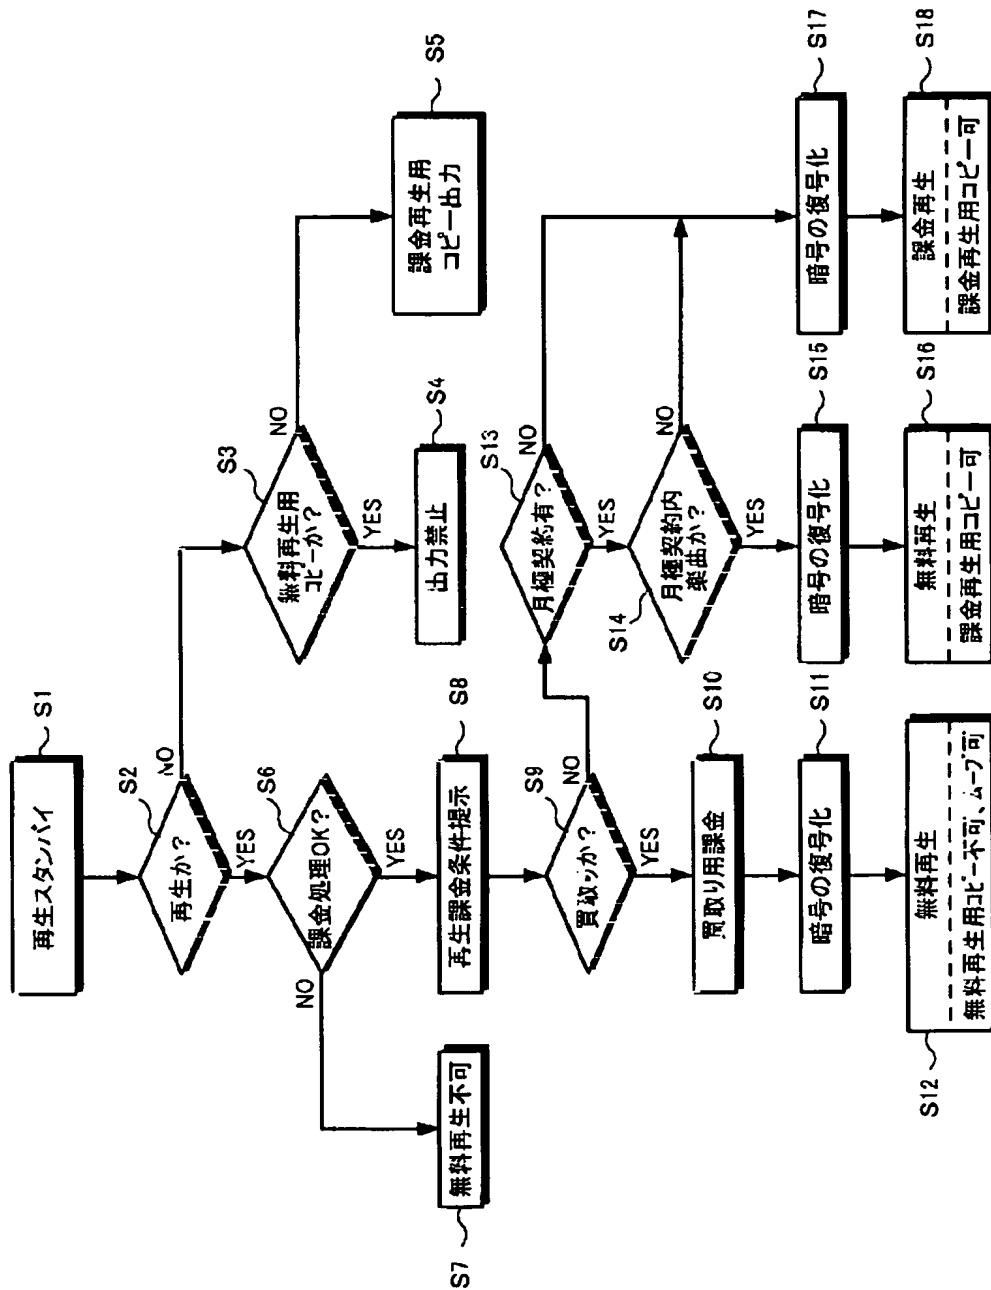 再生スタンバイ
S1
再生か？
S2
NO
YES
無料再生用
コピーか？
S3
NO
YES
出力禁止
S4
課金再生用
コピー出力
S5
課金処理OK？
S6
NO
YES
無料再生不可
S7
再生課金条件提示
S8
買取りか？
S9
NO
YES
買取り用課金
S10
暗号の復号化
S11
無料再生
無料再生用コピー不可、ムーブ可
S12
月極契約有？
S13
NO
YES
月極契約内
楽曲か？
S14
NO
YES
暗号の復号化
S15
無料再生
課金再生用コピー可
S16
暗号の復号化
S17
課金再生
課金再生用コピー可
S18